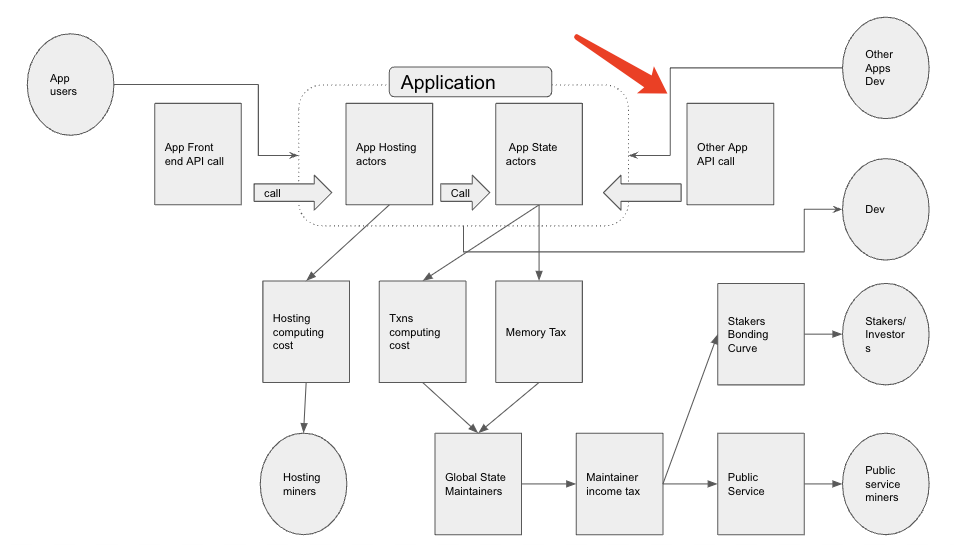 App
users
Application
Other
Apps
Dev
App Front
end API call
App Hosting
actors
App State
actors
Other App
API call
call
Call
Dev
Hosting
computing
cost
Txns
computing
cost
Memory Tax
Stakers
Bonding
Curve
Stakers/
Investor
s
Hosting
miners
Global State
Maintainers
Maintainer
income tax
Public
Service
Public
service
miners